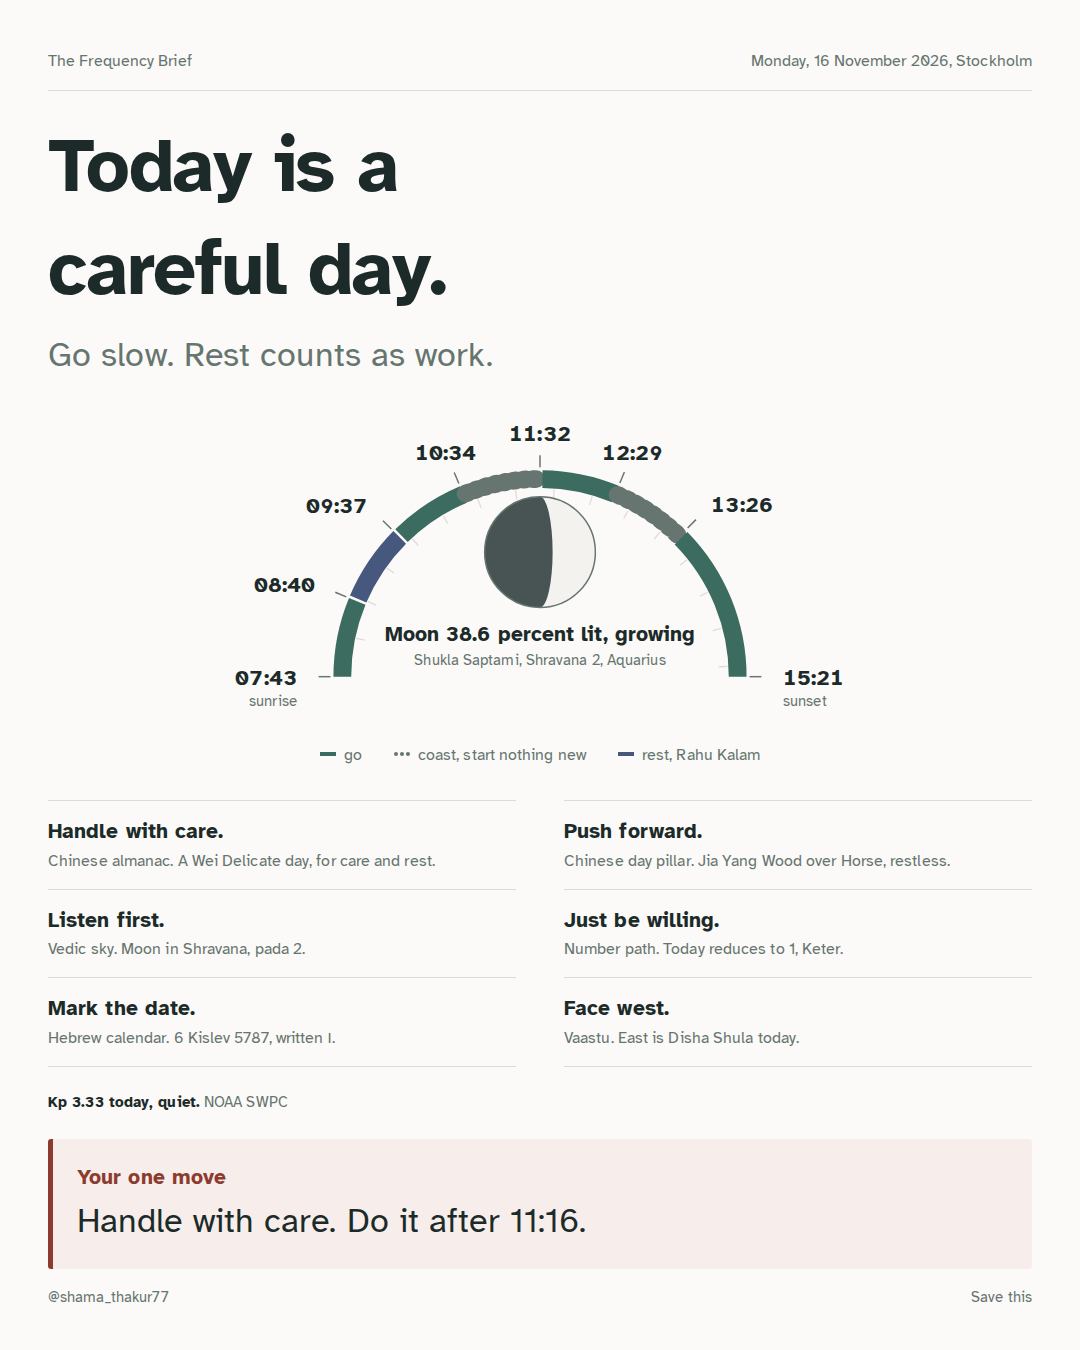 The Frequency Brief
Monday, 16 November 2026, Stockholm
Today is a
careful day.
Go slow. Rest counts as work.
11:32
10:34
12:29
09:37
13:26
08:40
Moon 38.6 percent lit, growing
Shukla Saptami, Shravana 2, Aquarius
07:43
sunrise
15:21
sunset
go
coast, start nothing new
rest, Rahu Kalam
Handle with care.
Chinese almanac. A Wei Delicate day, for care and rest.
Push forward.
Chinese day pillar. Jia Yang Wood over Horse, restless.
Listen first.
Vedic sky. Moon in Shravana, pada 2.
Just be willing.
Number path. Today reduces to 1, Keter.
Mark the date.
Hebrew calendar. 6 Kislev 5787, written I.
Face west.
Vaastu. East is Disha Shula today.
Kp 3.33 today, quiet. NOAA SWPC
Your one move
Handle with care. Do it after 11:16.
@shama_thakur77
Save this